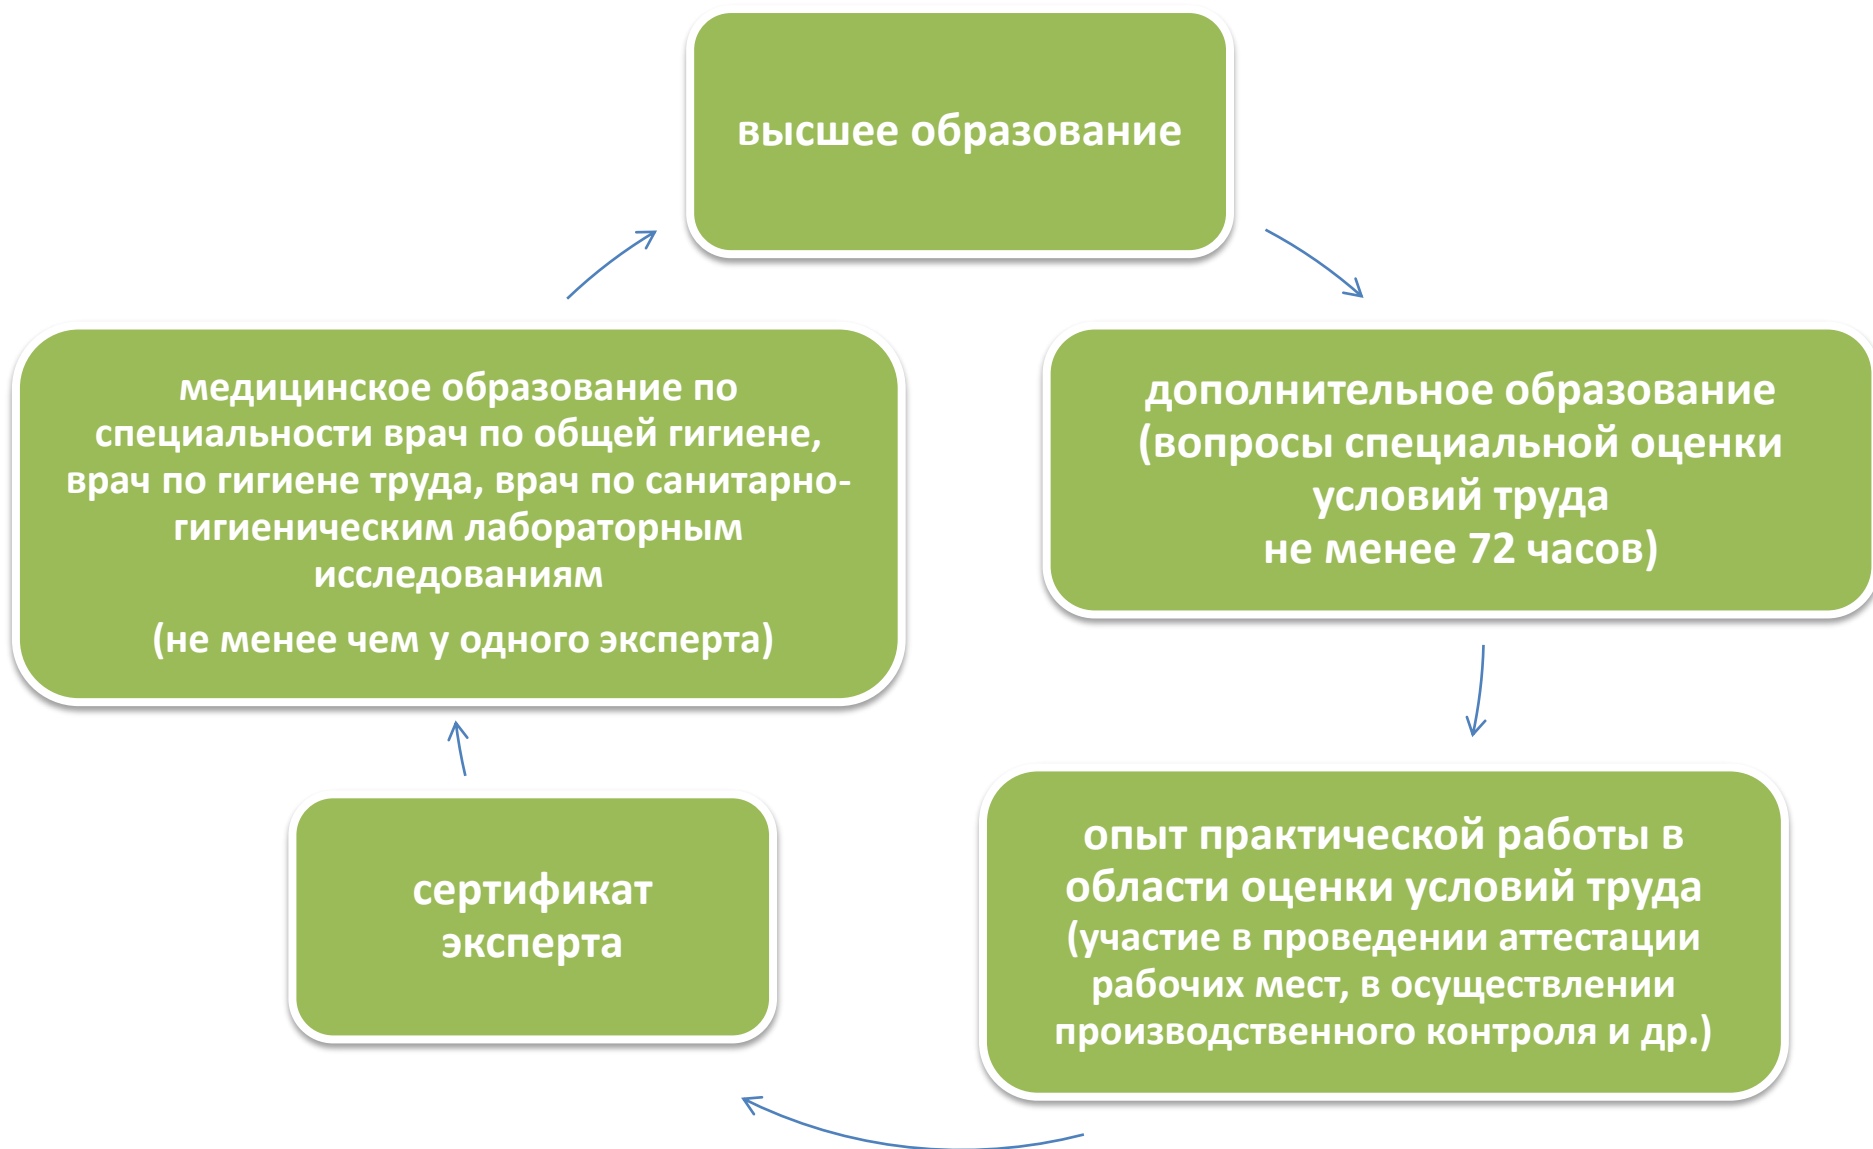 высшее образование
дополнительное образование
(вопросы специальной оценки
условий труда
не менее 72 часов)
опыт практической работы в
области оценки условий труда
(участие в проведении аттестации
рабочих мест, в осуществлении
производственного контроля и др.)
сертификат
эксперта
медицинское образование по
специальности врач по общей гигиене,
врач по гигиене труда, врач по санитарно-
гигиеническим лабораторным
исследованиям
(не менее чем у одного эксперта)